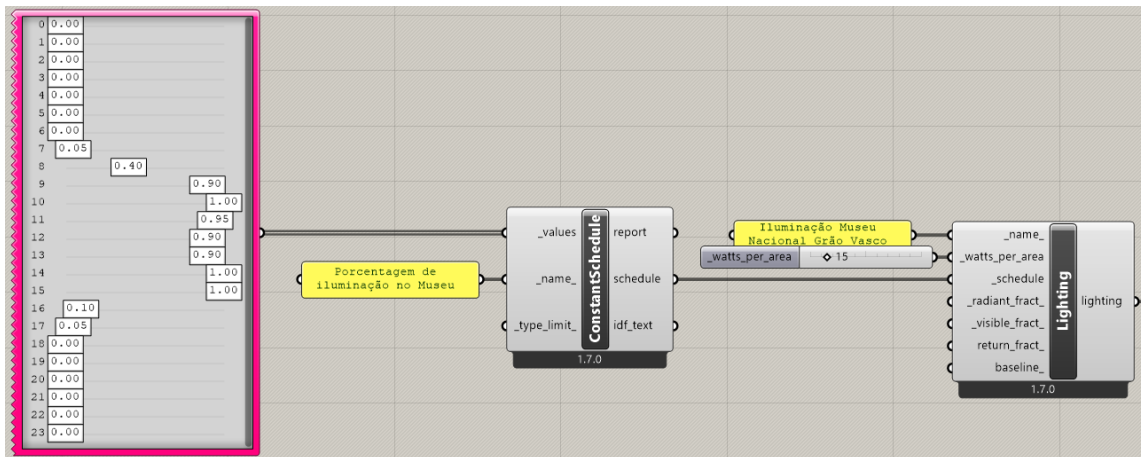 0 0.00
1 0.00
2 0.00
3 0.00
4 0.00
5 0.00
6 0.00
7 0.05
8 0.40
9 0.90
10 1.00
11 0.95
12 0.90
13 0.90
14 1.00
15 1.00
16 0.10
17 0.05
18 0.00
19 0.00
20 0.00
21 0.00
22 0.00
23 0.00
Porcentagem de
iluminação no Museu
_values
_name_
_type_limit_
ConstantSchedule
report
schedule
idf_text
1.7.0
Iluminação Museu
Nacional Grão Vasco
_watts_per_area
15
_name_
_watts_per_area
_schedule
_radiant_fract_
_visible_fract_
return_fract_
baseline_
Lighting
lighting
1.7.0